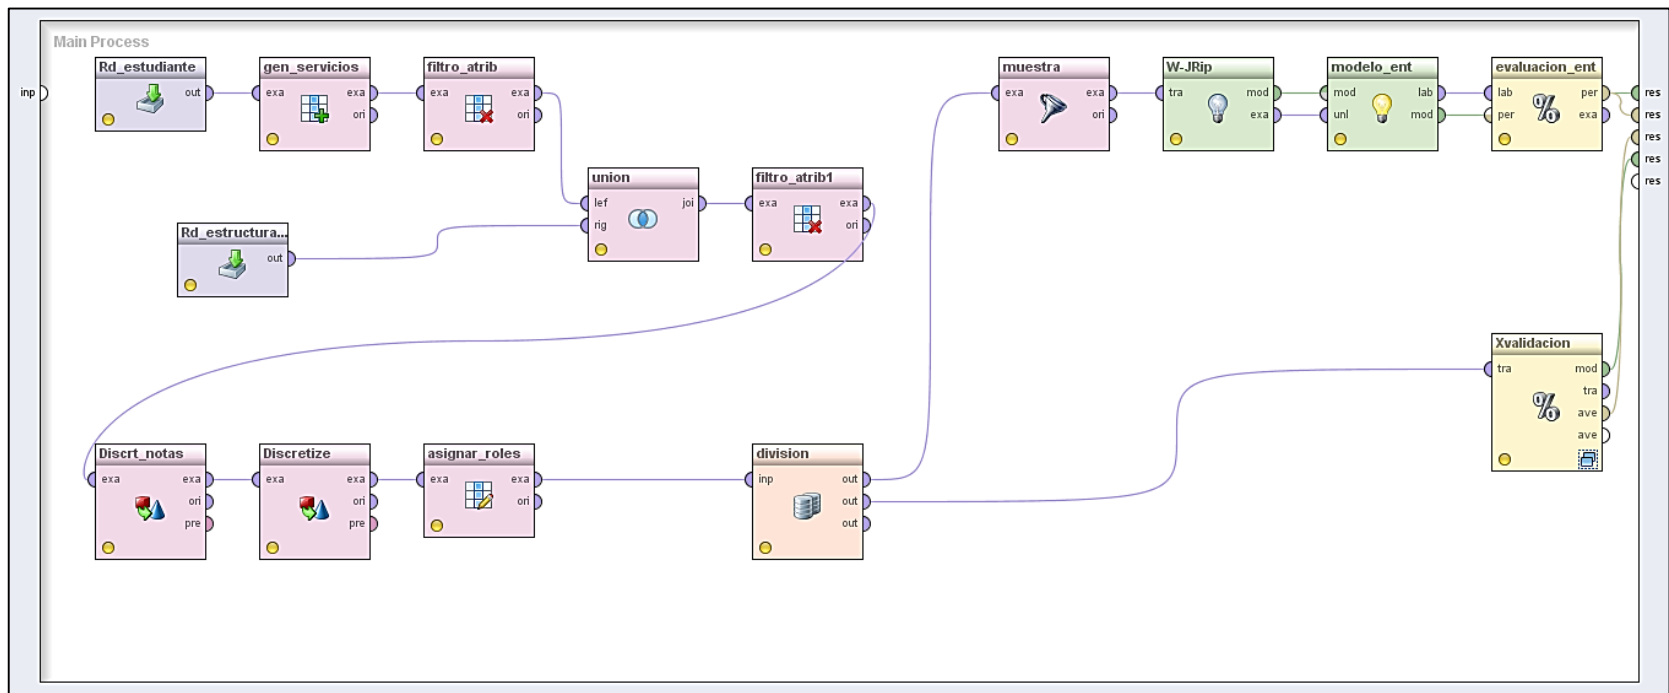 Main Process
inp
Rd_estudiante
out
gen_servicios
exa exa
ori
filtro_atrib
exa exa
ori
union
lef joi
rig
filtro_atrib1
exa exa
ori
Rd_estructura...
out
muestra
exa exa
ori
W-JRip
tra mod
exa
modelo_ent
mod lab
unl mod
evaluacion_ent
lab per
per exa
res
res
res
res
res
Xvalidacion
tra mod
tra
ave
ave
Discrt_notas
exa exa
ori
pre
Discretize
exa exa
ori
pre
asignar_roles
exa exa
ori
division
inp out
out
out